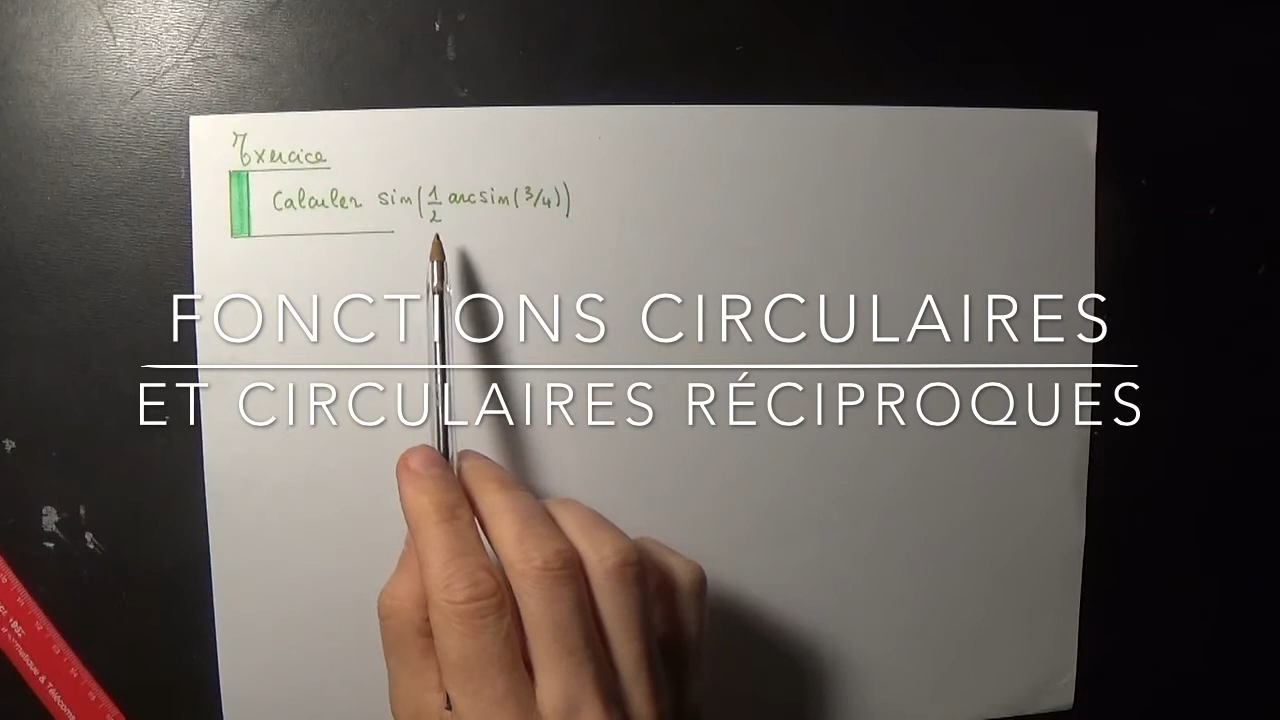 Exercice
Calculer sin(1/2 arcsin(3/4))
FONCTIONS CIRCULAIRES
ET CIRCULAIRES RÉCIPROQUES